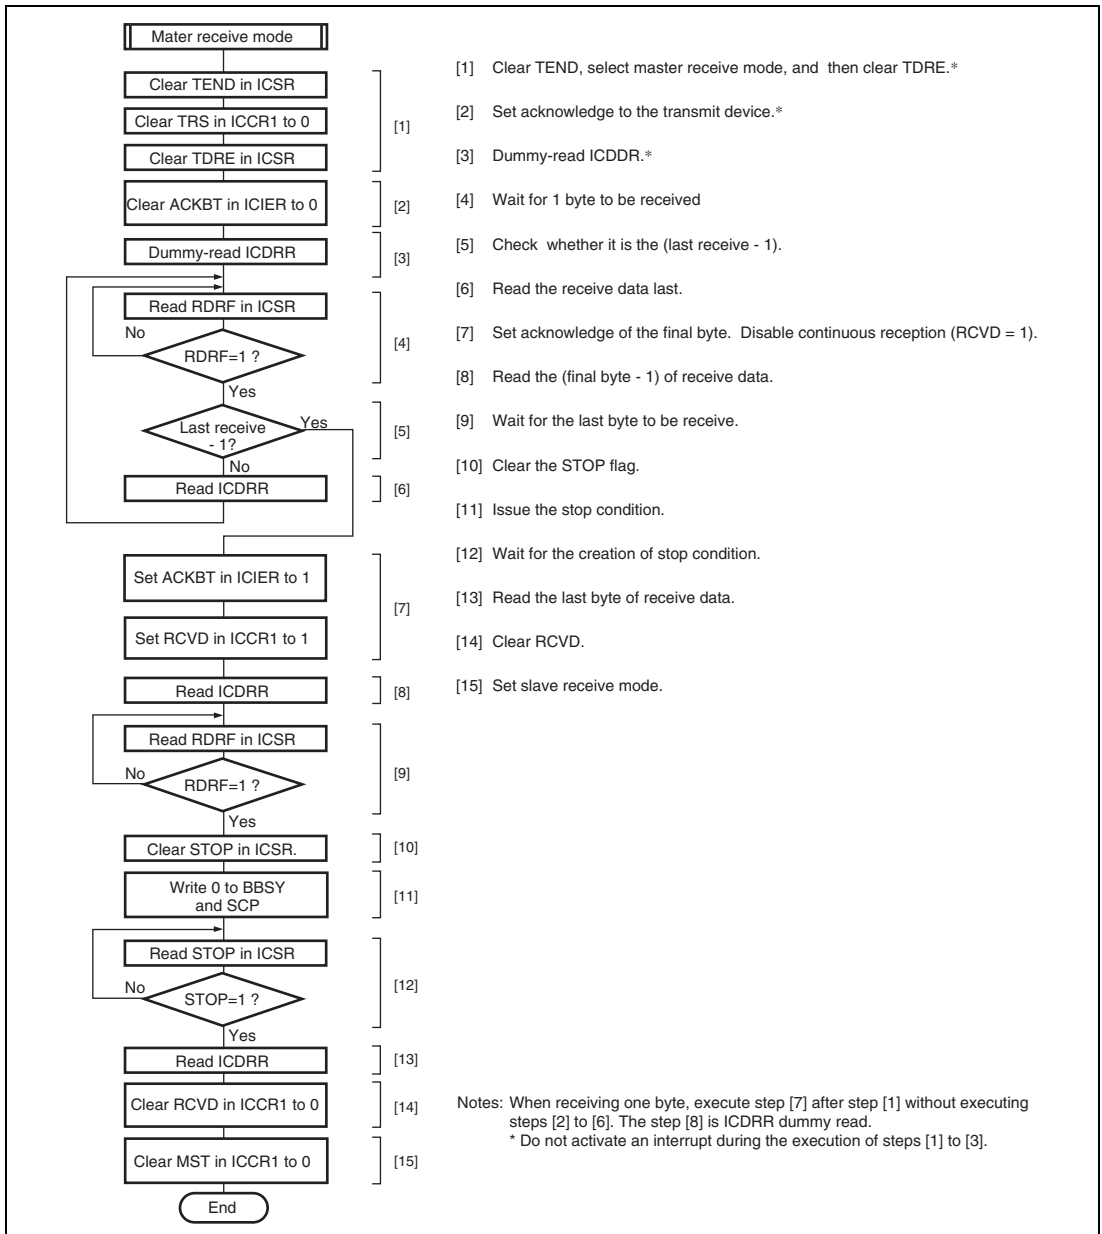 Mater receive mode
Clear TEND in ICSR
Clear TRS in ICCR1 to 0
Clear TDRE in ICSR
[1]
Clear ACKBT in ICIER to 0
[2]
Dummy-read ICDRR
[3]
Read RDRF in ICSR
No
RDRF=1 ?
[4]
Yes
Last receive
- 1?
Yes
[5]
No
Read ICDRR
[6]
Set ACKBT in ICIER to 1
[7]
Set RCVD in ICCR1 to 1
Read ICDRR
[8]
Read RDRF in ICSR
No
RDRF=1 ?
[9]
Yes
Clear STOP in ICSR.
[10]
Write 0 to BBSY
and SCP
[11]
Read STOP in ICSR
No
STOP=1 ?
[12]
Yes
Read ICDRR
[13]
Clear RCVD in ICCR1 to 0
[14]
Clear MST in ICCR1 to 0
[15]
End
[1] Clear TEND, select master receive mode, and then clear TDRE.*
[2] Set acknowledge to the transmit device.*
[3] Dummy-read ICDDR.*
[4] Wait for 1 byte to be received
[5] Check whether it is the (last receive - 1).
[6] Read the receive data last.
[7] Set acknowledge of the final byte. Disable continuous reception (RCVD = 1).
[8] Read the (final byte - 1) of receive data.
[9] Wait for the last byte to be receive.
[10] Clear the STOP flag.
[11] Issue the stop condition.
[12] Wait for the creation of stop condition.
[13] Read the last byte of receive data.
[14] Clear RCVD.
[15] Set slave receive mode.
Notes: When receiving one byte, execute step [7] after step [1] without executing
steps [2] to [6]. The step [8] is ICDRR dummy read.
* Do not activate an interrupt during the execution of steps [1] to [3].